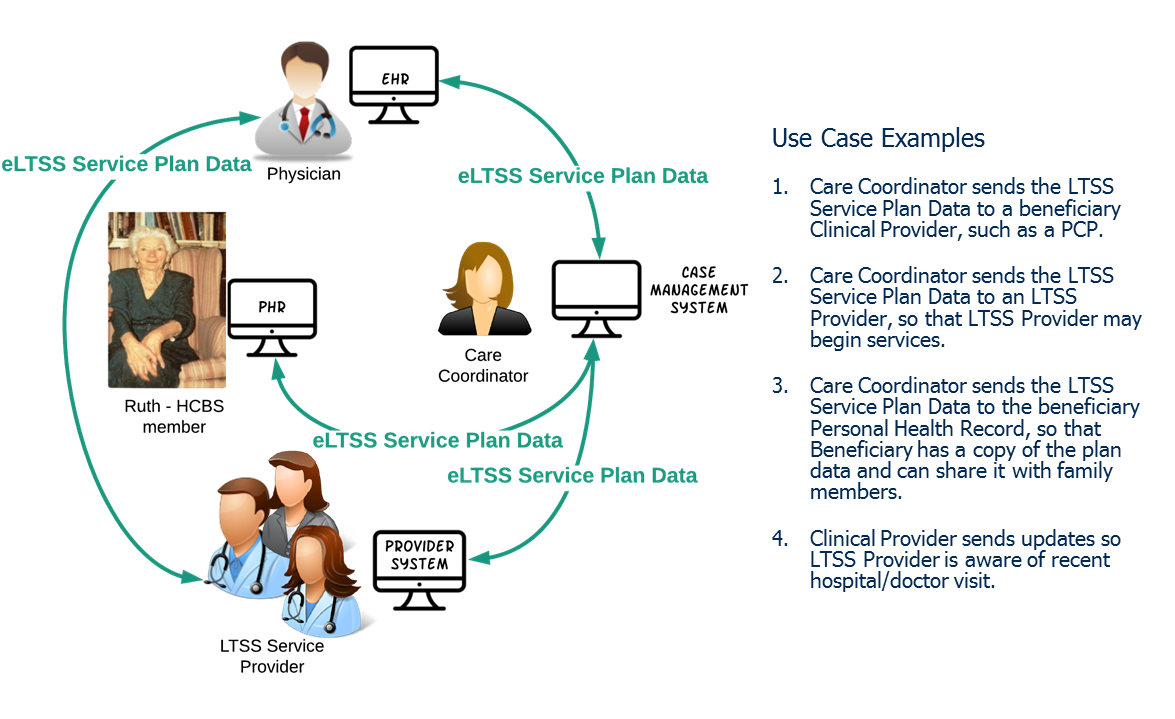 EHR
eLTSS Service Plan Data
Physician
eLTSS Service Plan Data
CASE
MANAGEMENT
SYSTEM
PHR
Care
Coordinator
Ruth - HCBS
member
eLTSS Service Plan Data
eLTSS Service Plan Data
PROVIDER
SYSTEM
LTSS Service
Provider
Use Case Examples
1. Care Coordinator sends the LTSS
Service Plan Data to a beneficiary
Clinical Provider, such as a PCP.
2. Care Coordinator sends the LTSS
Service Plan Data to an LTSS
Provider, so that LTSS Provider may
begin services.
3. Care Coordinator sends the LTSS
Service Plan Data to the beneficiary
Personal Health Record, so that
Beneficiary has a copy of the plan
data and can share it with family
members.
4. Clinical Provider sends updates so
LTSS Provider is aware of recent
hospital/doctor visit.